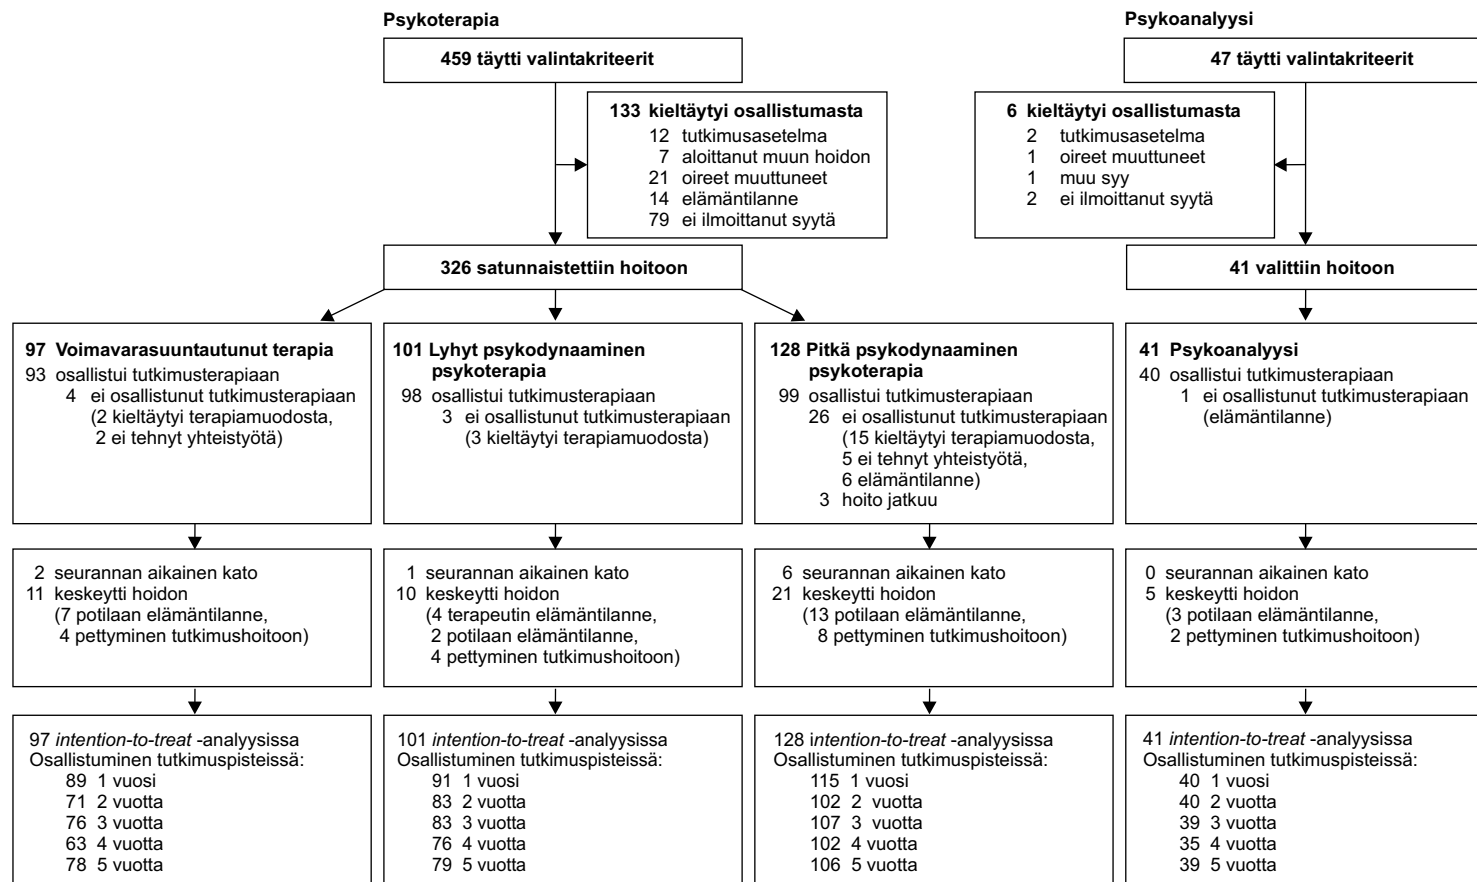 Psykoterapia
459 täytti valintakriteerit
133 kieltäytyi osallistumasta
12 tutkimusasetelma
7 aloittanut muun hoidon
21 oireet muuttuneet
14 elämäntilanne
79 ei ilmoittanut syytä
326 satunnaistettiin hoitoon
Psykoanalyysi
47 täytti valintakriteerit
6 kieltäytyi osallistumasta
2 tutkimusasetelma
1 oireet muuttuneet
1 muu syy
2 ei ilmoittanut syytä
41 valittiin hoitoon
97 Voimavarasuuntautunut terapia
93 osallistui tutkimusterapiaan
4 ei osallistunut tutkimusterapiaan
(2 kieltäytyi terapiamuodosta,
2 ei tehnyt yhteistyötä)
101 Lyhyt psykodynaaminen
psykoterapia
98 osallistui tutkimusterapiaan
3 ei osallistunut tutkimusterapiaan
(3 kieltäytyi terapiamuodosta)
128 Pitkä psykodynaaminen
psykoterapia
99 osallistui tutkimusterapiaan
26 ei osallistunut tutkimusterapiaan
(15 kieltäytyi terapiamuodosta,
5 ei tehnyt yhteistyötä,
6 elämäntilanne)
3 hoito jatkuu
41 Psykoanalyysi
40 osallistui tutkimusterapiaan
1 ei osallistunut tutkimusterapiaan
(elämäntilanne)
2 seurannan aikainen kato
11 keskeytti hoidon
(7 potilaan elämäntilanne,
4 pettyminen tutkimushoitoon)
1 seurannan aikainen kato
10 keskeytti hoidon
(4 terapeutin elämäntilanne,
2 potilaan elämäntilanne,
4 pettyminen tutkimushoitoon)
6 seurannan aikainen kato
21 keskeytti hoidon
(13 potilaan elämäntilanne,
8 pettyminen tutkimushoitoon)
0 seurannan aikainen kato
5 keskeytti hoidon
(3 potilaan elämäntilanne,
2 pettyminen tutkimushoitoon)
97 intention-to-treat -analyysissa
Osallistuminen tutkimuspisteissä:
89 1 vuosi
71 2 vuotta
76 3 vuotta
63 4 vuotta
78 5 vuotta
101 intention-to-treat -analyysissa
Osallistuminen tutkimuspisteissä:
91 1 vuosi
83 2 vuotta
83 3 vuotta
76 4 vuotta
79 5 vuotta
128 intention-to-treat -analyysissa
Osallistuminen tutkimuspisteissä:
115 1 vuosi
102 2 vuotta
107 3 vuotta
102 4 vuotta
106 5 vuotta
41 intention-to-treat -analyysissa
Osallistuminen tutkimuspisteissä:
40 1 vuosi
40 2 vuotta
39 3 vuotta
35 4 vuotta
39 5 vuotta